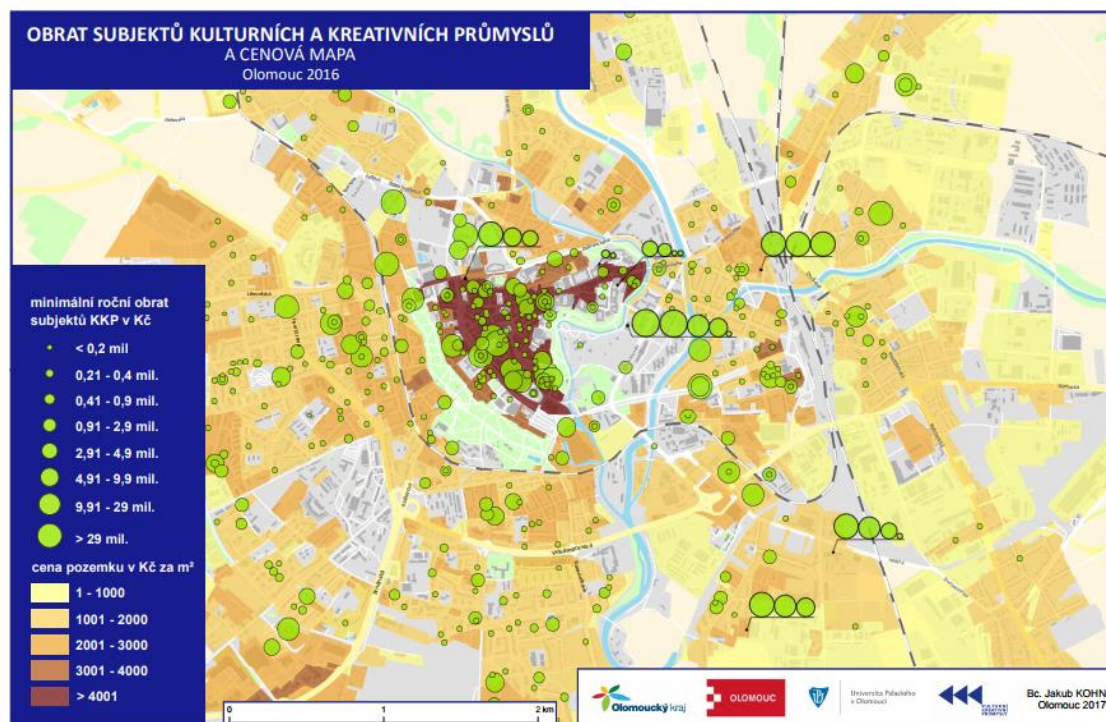 OBRAT SUBJEKTŮ KULTURNÍCH A KREATIVNÍCH PRŮMYSLŮ
A CENOVÁ MAPA
Olomouc 2016
minimální roční obrat
subjektů KKP v Kč
< 0,2 mil
0,21 - 0,4 mil.
0,41 - 0,9 mil.
0,91 - 2,9 mil.
2,91 - 4,9 mil.
4,91 - 9,9 mil.
9,91 - 29 mil.
> 29 mil.
cena pozemku v Kč za m²
1 - 1000
1001 - 2000
2001 - 3000
3001 - 4000
> 4001
0 1 2 km
Olomoucký kraj
OLOMOUC
Univerzita Palackého
v Olomouci
KULTURNÍ
KREATIVNÍ
PRŮMYSLY
Bc. Jakub KOHN
Olomouc 2017